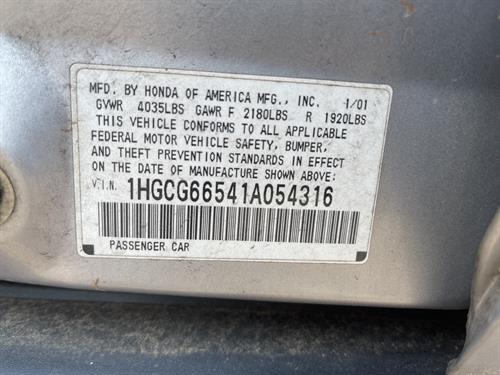 MFD. BY HONDA OF AMERICA MFG., INC. 1/01
GVWR 4035LBS GAWR F 2180LBS R 1920LBS
THIS VEHICLE CONFORMS TO ALL APPLICABLE
FEDERAL MOTOR VEHICLE SAFETY, BUMPER,
AND THEFT PREVENTION STANDARDS IN EFFECT
ON THE DATE OF MANUFACTURE SHOWN ABOVE:
V.I.N. 1HGCG66541A054316
PASSENGER CAR